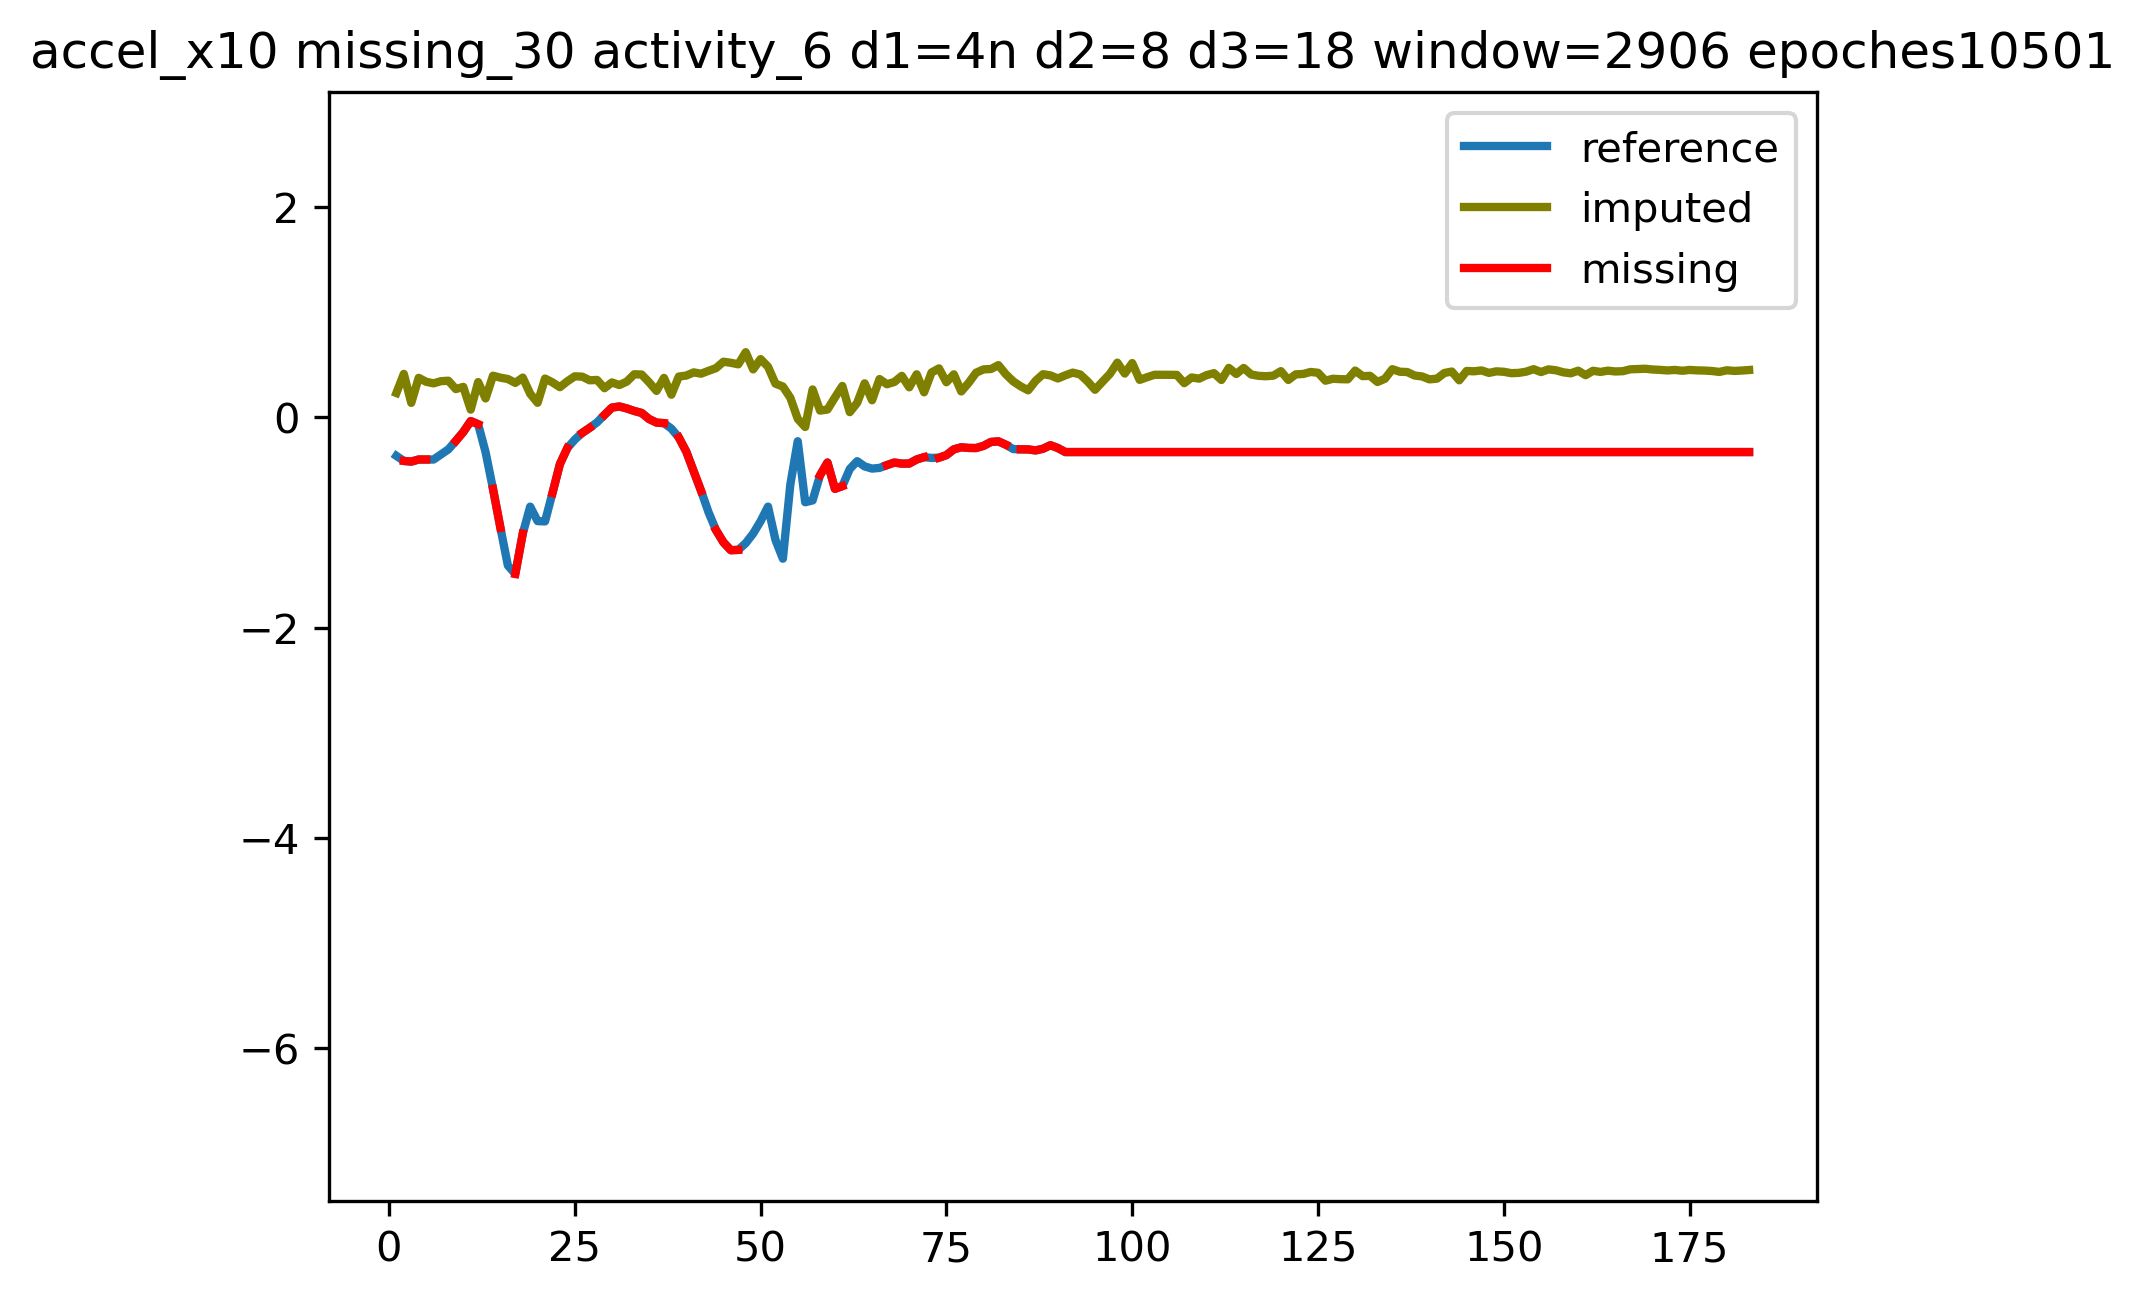 accel_x10 missing_30 activity_6 d1=4n d2=8 d3=18 window=2906 epoches10501
reference
imputed
missing
2
0
−2
−4
−6
0 25 50 75 100 125 150 175